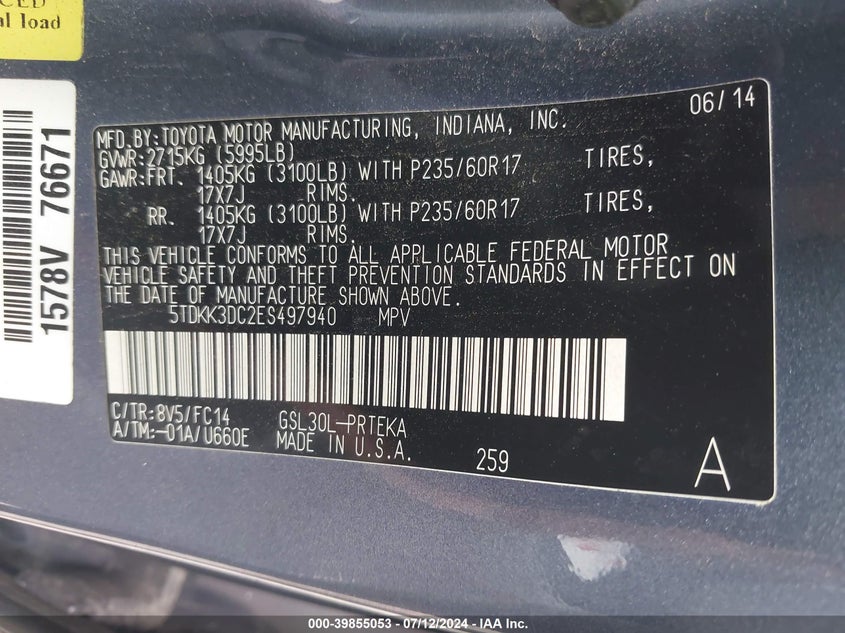 CED
al load
1578V 76671
06/14
MFD. BY: TOYOTA MOTOR MANUFACTURING, INDIANA, INC.
GVWR: 2715KG (5995LB)
GAWR: FRT. 1405KG (3100LB) WITH P235/60R17 TIRES,
17X7J RIMS.
RR. 1405KG (3100LB) WITH P235/60R17 TIRES,
17X7J RIMS.
THIS VEHICLE CONFORMS TO ALL APPLICABLE FEDERAL MOTOR
VEHICLE SAFETY AND THEFT PREVENTION STANDARDS IN EFFECT ON
THE DATE OF MANUFACTURE SHOWN ABOVE.
5TDKK3DC2ES497940 MPV
C/TR: 8V5/FC14 GSL30L-PRTEKA
A/TM: -01A/U660E MADE IN U.S.A. 259 A
000-39855053 - 07/12/2024 - IAA Inc.